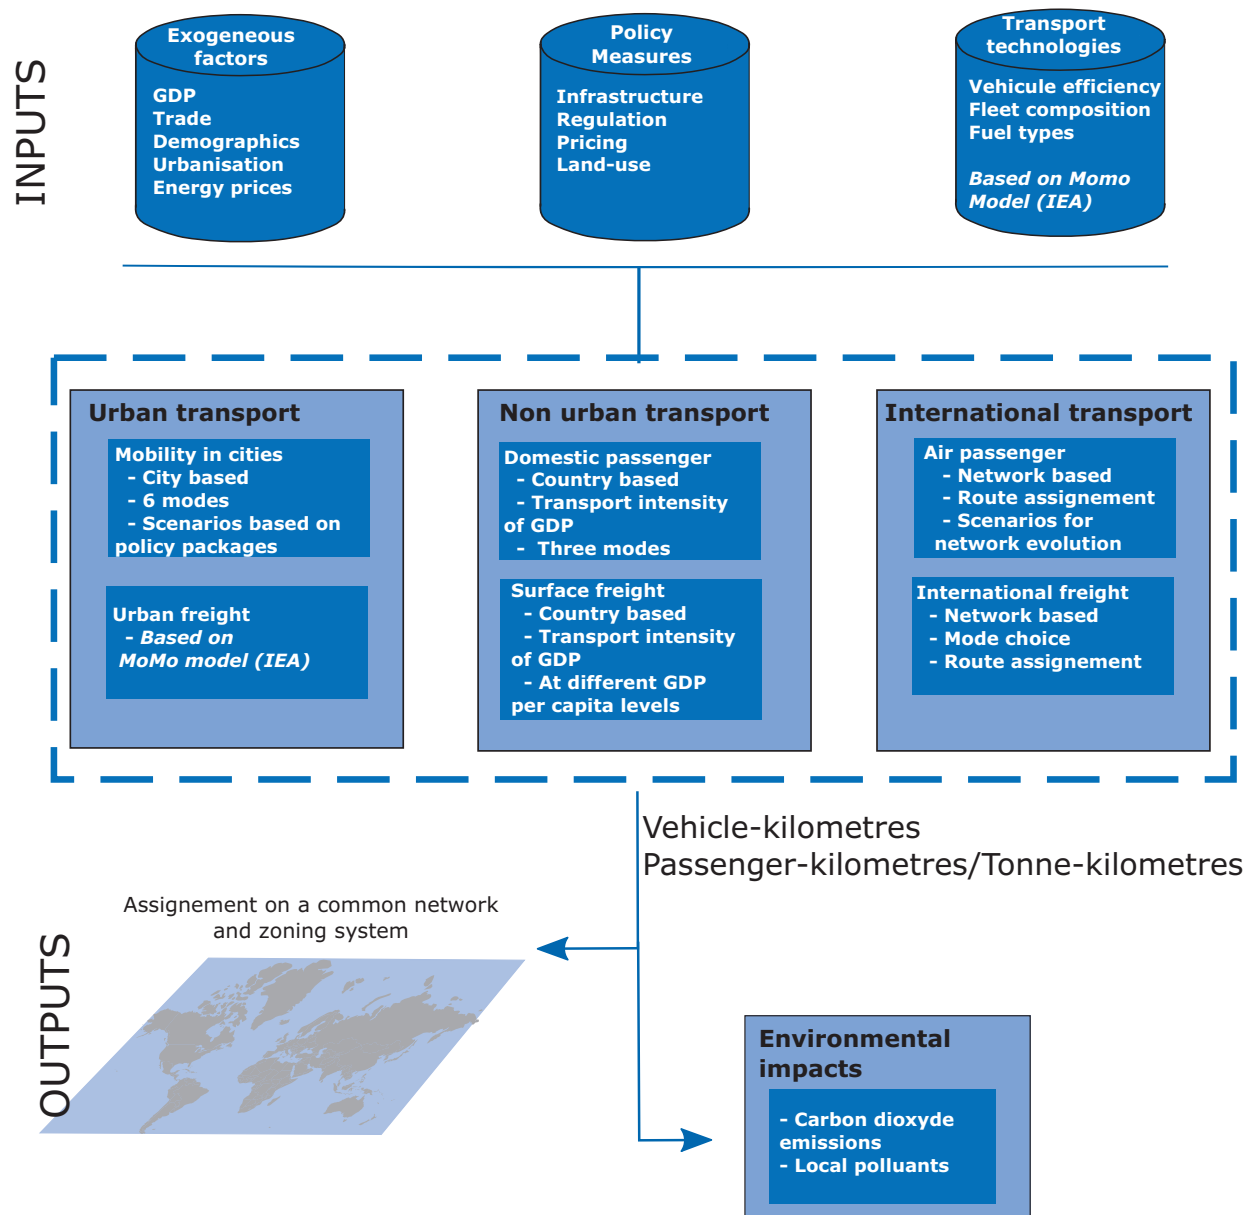 INPUTS
Exogeneous
factors
GDP
Trade
Demographics
Urbanisation
Energy prices
Policy
Measures
Infrastructure
Regulation
Pricing
Land-use
Transport
technologies
Vehicule efficiency
Fleet composition
Fuel types
Based on Momo
Model (IEA)
Urban transport
Mobility in cities
- City based
- 6 modes
- Scenarios based on
policy packages
Urban freight
- Based on
MoMo model (IEA)
Non urban transport
Domestic passenger
- Country based
- Transport intensity
of GDP
- Three modes
Surface freight
- Country based
- Transport intensity
of GDP
- At different GDP
per capita levels
International transport
Air passenger
- Network based
- Route assignement
- Scenarios for
network evolution
International freight
- Network based
- Mode choice
- Route assignement
Vehicle-kilometres
Passenger-kilometres/Tonne-kilometres
OUTPUTS
Assignement on a common network
and zoning system
Environmental
impacts
- Carbon dioxyde
emissions
- Local polluants